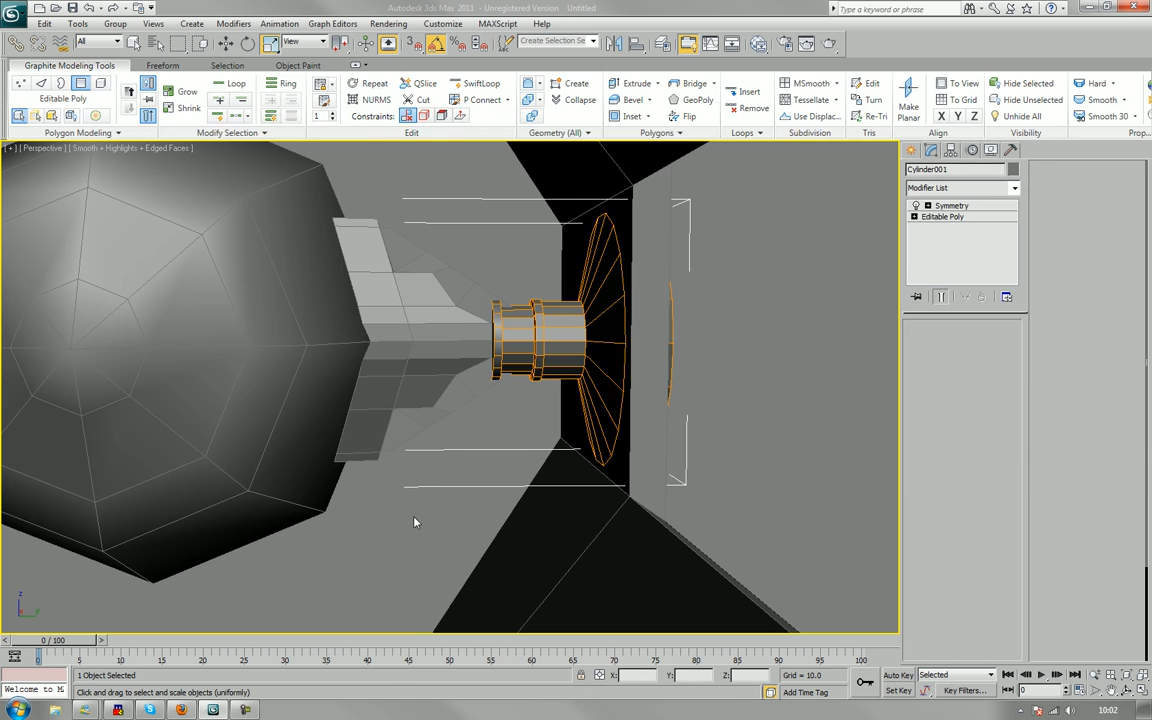 Autodesk 3ds Max 2011 - Unregistered Version   Untitled
Type a keyword or phrase
Edit Tools Group Views Create Modifiers Animation Graph Editors Rendering Customize MAXScript Help
All View Create Selection Se
Graphite Modeling Tools Freeform Selection Object Paint
Loop Ring Repeat QSlice SwiftLoop Create Extrude Bridge MSmooth Edit To View Hide Selected Hard
Editable Poly Grow NURMS Cut P Connect Collapse Bevel GeoPoly Insert Tessellate Turn Make Planar To Grid Hide Unselected Smooth
Shrink 1 Constraints: Inset Flip Remove Use Displac... Re-Tri X Y Z Unhide All Smooth 30
Polygon Modeling Modify Selection Edit Geometry (All) Polygons Loops Subdivision Tris Align Visibility Prop...
[ + ] [ Perspective ] [ Smooth + Highlights + Edged Faces ]
Cylinder001
Modifier List
Symmetry
Editable Poly
z
x y
0 / 100
0 5 10 15 20 25 30 35 40 45 50 55 60 65 70 75 80 85 90 95 100
1 Object Selected X: Y: Z: Grid = 10.0 Auto Key Selected
Welcome to M Click and drag to select and scale objects (uniformly) Add Time Tag Set Key Key Filters... 0
10:02